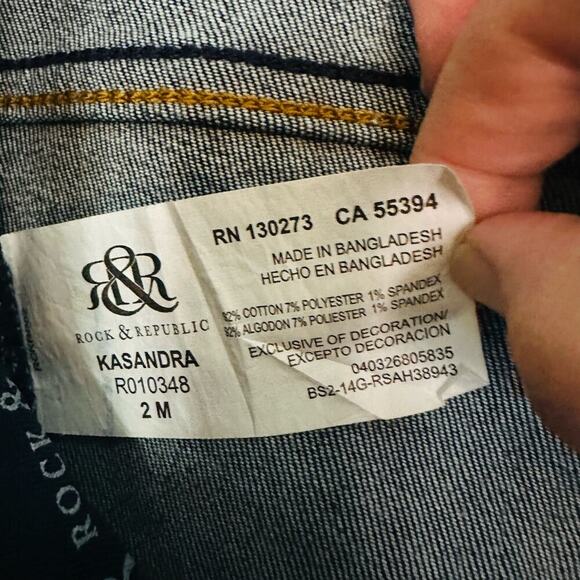 R&R
ROCK & REPUBLIC
KASANDRA
R010348
2 M
RN 130273 CA 55394
MADE IN BANGLADESH
HECHO EN BANGLADESH
92% COTTON 7% POLYESTER 1% SPANDEX
92% ALGODON 7% POLIESTER 1% SPANDEX
EXCLUSIVE OF DECORATION/
EXCEPTO DECORACION
040326805835
BS2-14G-RSAH38943
ROCK &